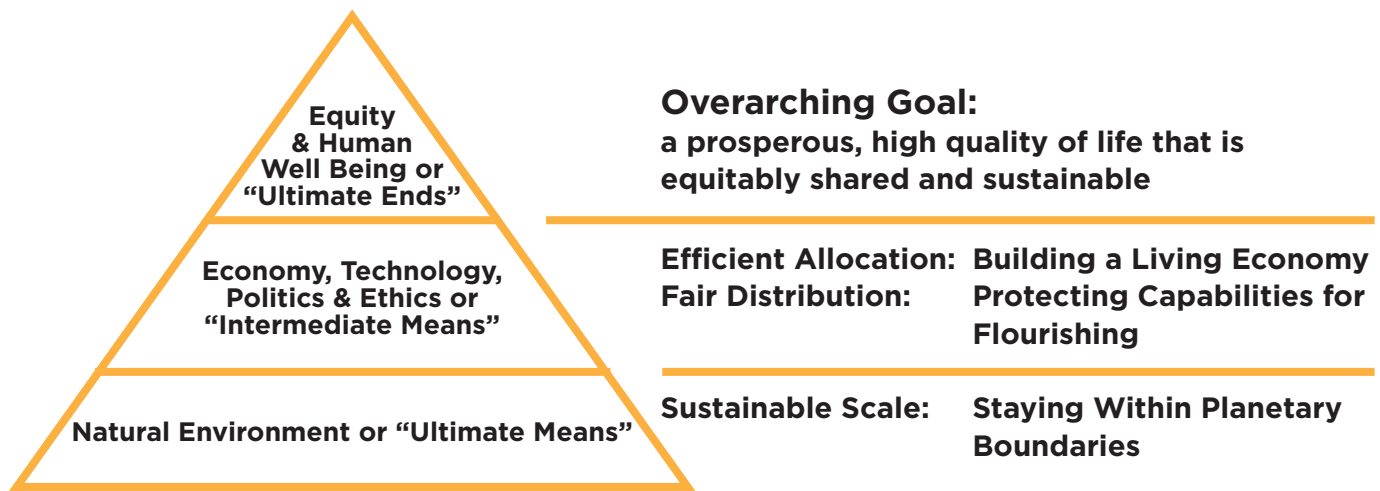 Equity
& Human
Well Being or
“Ultimate Ends”
Overarching Goal:
a prosperous, high quality of life that is
equitably shared and sustainable
Economy, Technology,
Politics & Ethics or
“Intermediate Means”
Efficient Allocation: Building a Living Economy
Fair Distribution: Protecting Capabilities for
Flourishing
Natural Environment or “Ultimate Means”
Sustainable Scale: Staying Within Planetary
Boundaries